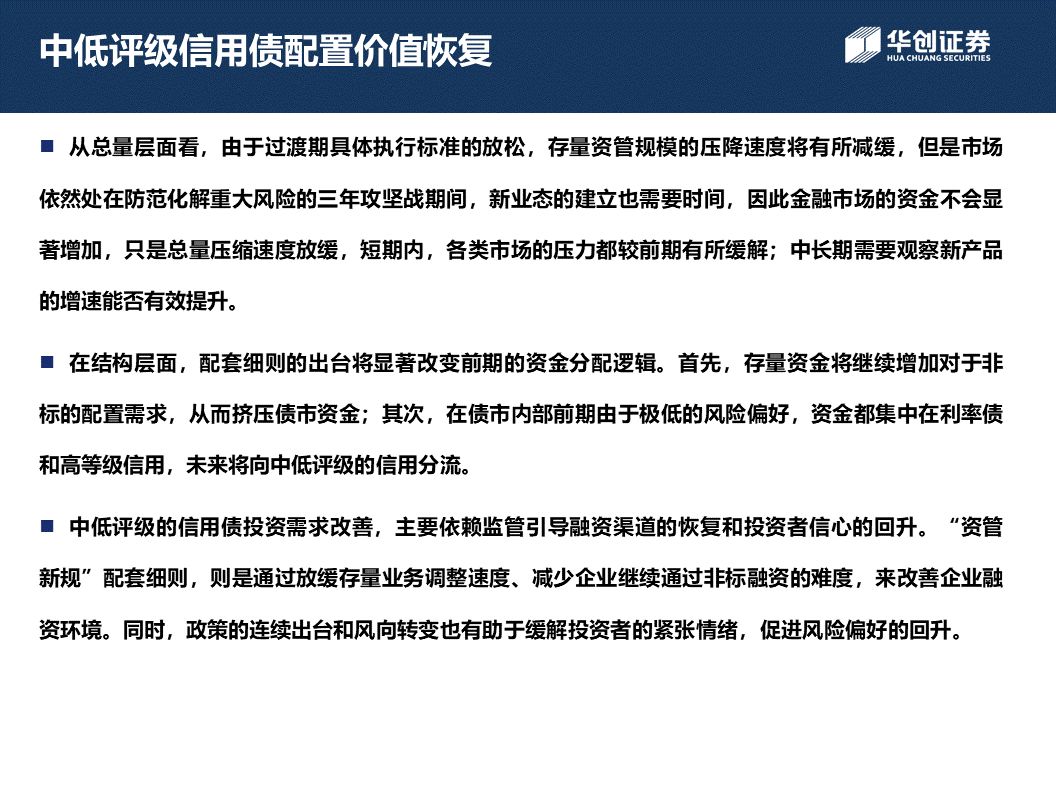 中低评级信用债配置价值恢复
华创证券
HUA CHUANG SECURITIES
■ 从总量层面看，由于过渡期具体执行标准的放松，存量资管规模的压降速度将有所减缓，但是市场
依然处在防范化解重大风险的三年攻坚战期间，新业态的建立也需要时间，因此金融市场的资金不会显
著增加，只是总量压缩速度放缓，短期内，各类市场的压力都较前期有所缓解；中长期需要观察新产品
的增速能否有效提升。
■ 在结构层面，配套细则的出台将显著改变前期的资金分配逻辑。首先，存量资金将继续增加对于非
标的配置需求，从而挤压债市资金；其次，在债市内部前期由于极低的风险偏好，资金都集中在利率债
和高等级信用，未来将向中低评级的信用分流。
■ 中低评级的信用债投资需求改善，主要依赖监管引导融资渠道的恢复和投资者信心的回升。“资管
新规”配套细则，则是通过放缓存量业务调整速度、减少企业继续通过非标融资的难度，来改善企业融
资环境。同时，政策的连续出台和风向转变也有助于缓解投资者的紧张情绪，促进风险偏好的回升。